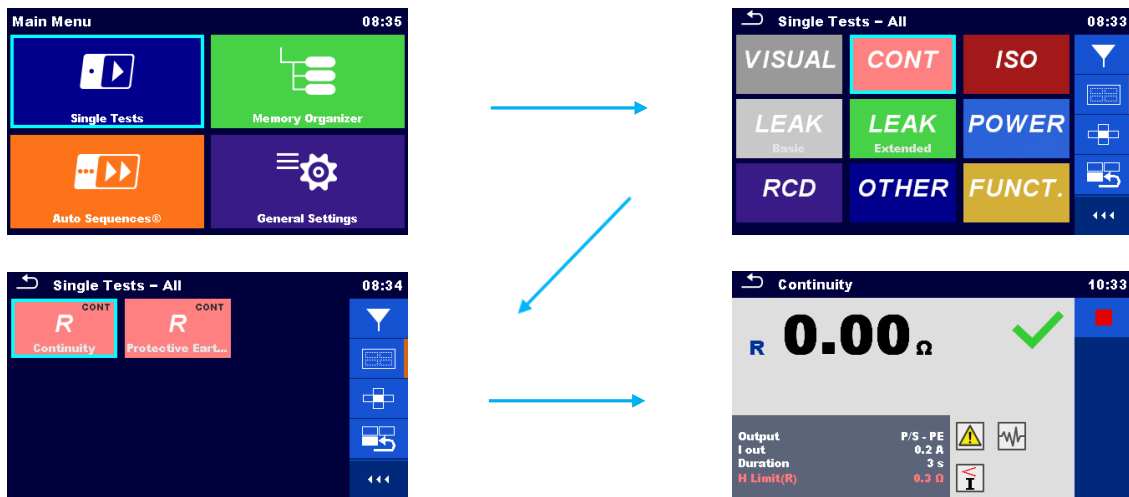 Main Menu 08:35
Single Tests
Memory Organizer
Auto Sequences®
General Settings
Single Tests – All 08:33
VISUAL CONT ISO
LEAK LEAK POWER
Basic Extended
RCD OTHER FUNCT.
Single Tests – All 08:34
CONT CONT
R R
Continuity Protective Eart...
Continuity 10:33
R 0.00 Ω
Output P/S - PE
I out 0.2 A
Duration 3 s
H Limit(R) 0.3 Ω
< I